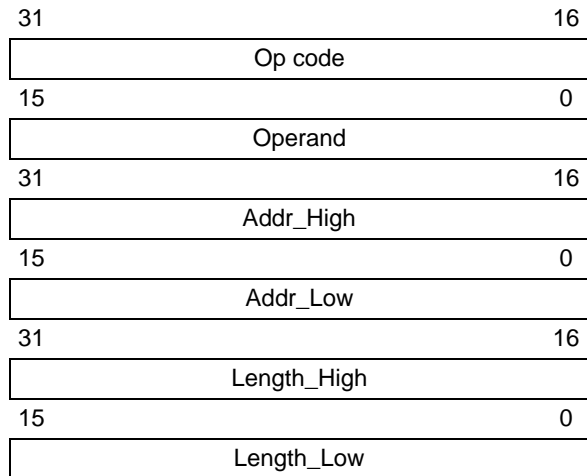 31 16
Op code
15 0
Operand
31 16
Addr_High
15 0
Addr_Low
31 16
Length_High
15 0
Length_Low